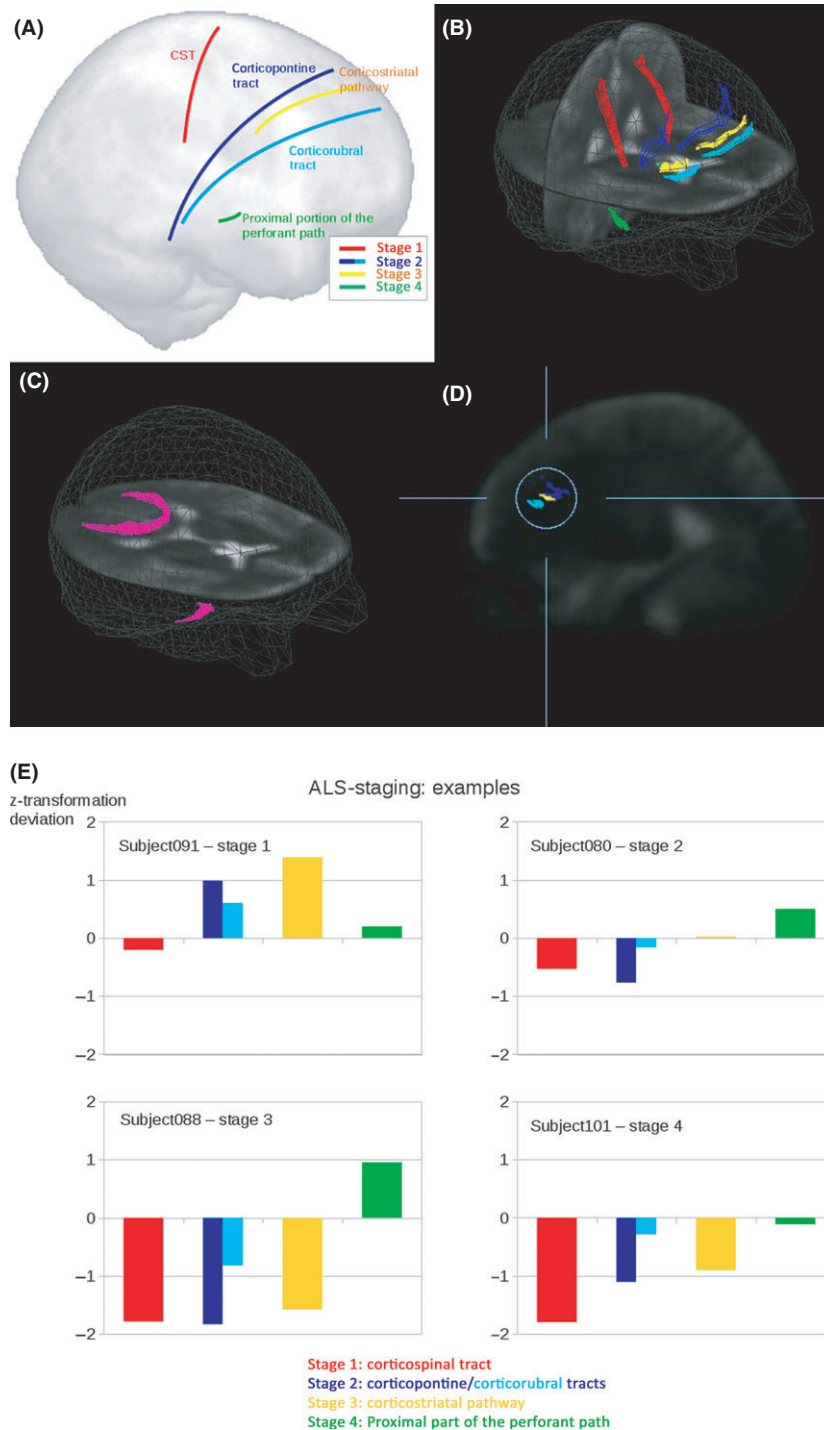 (A)
CST
Corticopontine
tract
Corticostriatal
pathway
Corticorubral
tract
Proximal portion of the
perforant path
Stage 1
Stage 2
Stage 3
Stage 4
(B)
(C)
(D)
(E)
ALS-staging: examples
z-transformation
deviation
2
1
0
−1
−2
Subject091 – stage 1
2
1
0
−1
−2
Subject080 – stage 2
2
1
0
−1
−2
Subject088 – stage 3
2
1
0
−1
−2
Subject101 – stage 4
Stage 1: corticospinal tract
Stage 2: corticopontine/corticorubral tracts
Stage 3: corticostriatal pathway
Stage 4: Proximal part of the perforant path